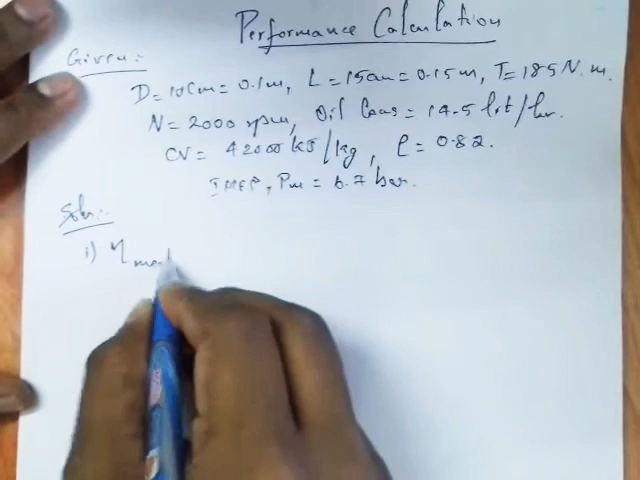 Performance Calculation
Given:-
D = 10cm = 0.1m, L = 15cm = 0.15m, T = 185 N.m.
N = 2000 rpm, Oil Cons = 14.5 lit/hr.
CV = 42000 kJ/kg, ρ = 0.82.
IMEP, Pm = 6.7 bar.
Soln:-
i) η mec